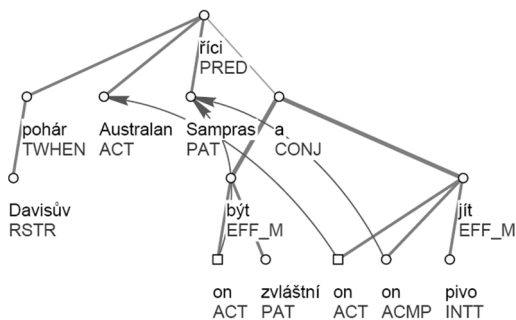 říci
PRED
pohár
TWHEN
Australan
ACT
Sampras
PAT
a
CONJ
Davisův
RSTR
být
EFF_M
jít
EFF_M
on
ACT
zvláštní
PAT
on
ACT
on
ACMP
pivo
INTT